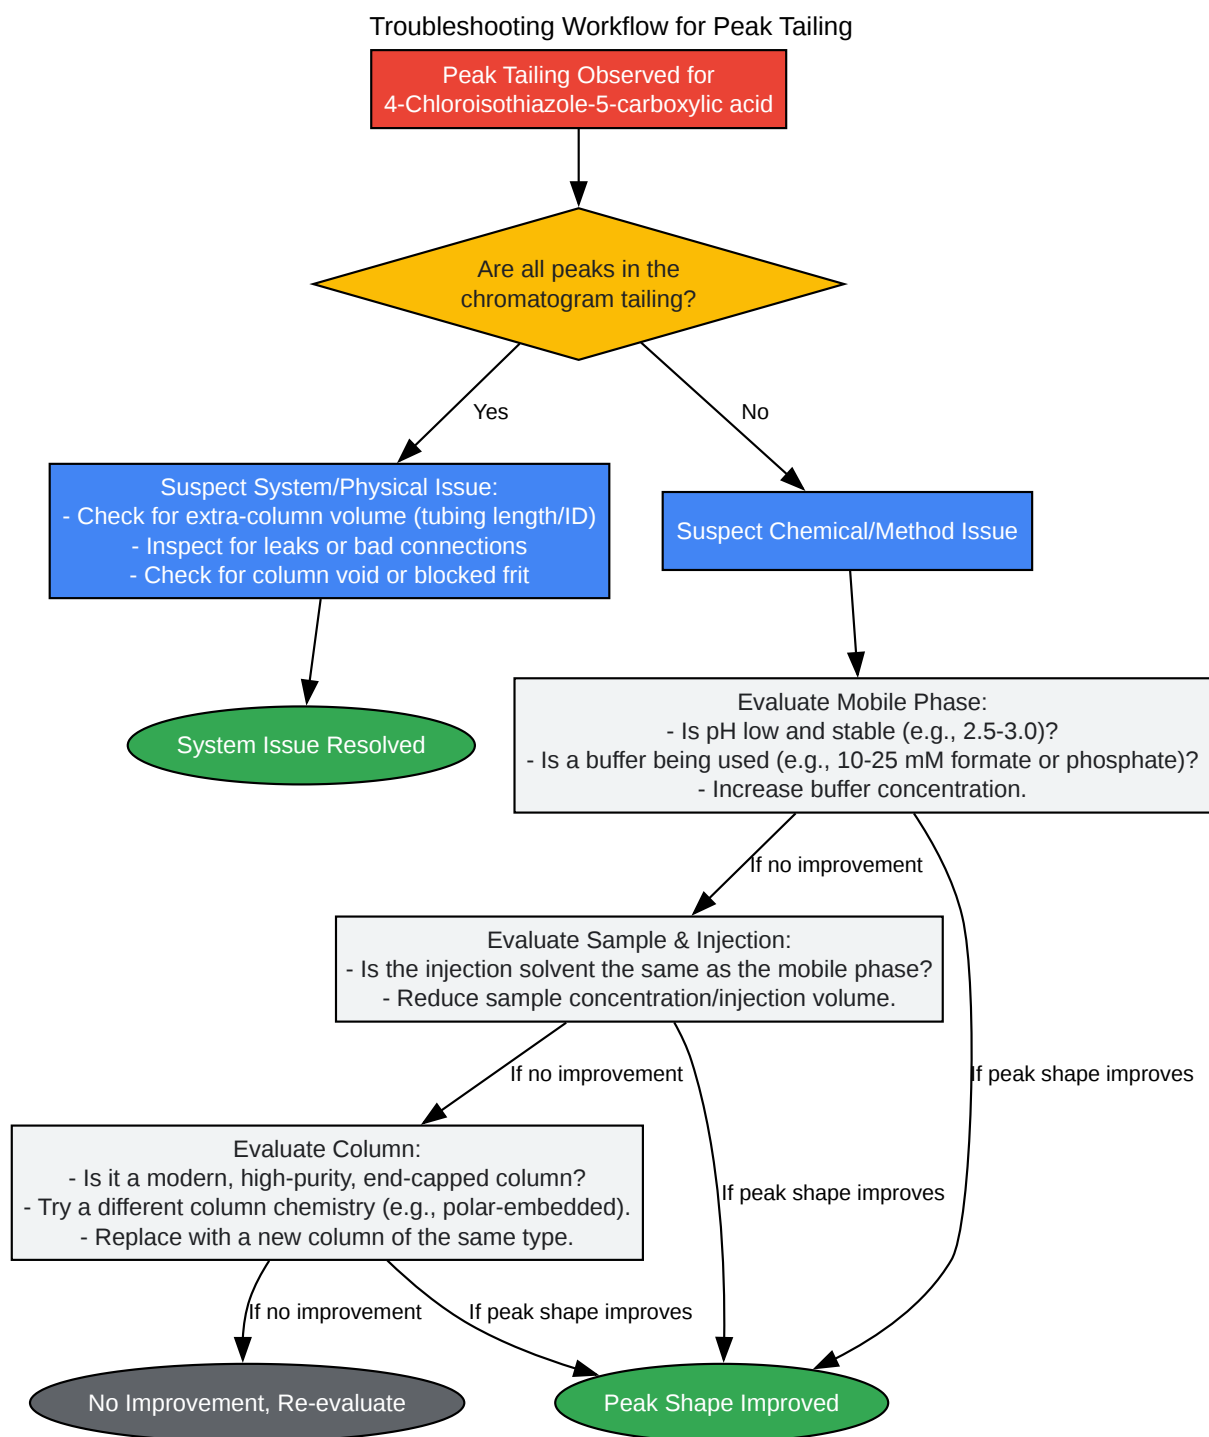 Troubleshooting Workflow for Peak Tailing
Peak Tailing Observed for
4-Chloroisothiazole-5-carboxylic acid
Are all peaks in the
chromatogram tailing?
Yes
No
Suspect System/Physical Issue:
- Check for extra-column volume (tubing length/ID)
- Inspect for leaks or bad connections
- Check for column void or blocked frit
Suspect Chemical/Method Issue
System Issue Resolved
Evaluate Mobile Phase:
- Is pH low and stable (e.g., 2.5-3.0)?
- Is a buffer being used (e.g., 10-25 mM formate or phosphate)?
- Increase buffer concentration.
If no improvement
Evaluate Sample & Injection:
- Is the injection solvent the same as the mobile phase?
- Reduce sample concentration/injection volume.
If no improvement
If peak shape improves
Evaluate Column:
- Is it a modern, high-purity, end-capped column?
- Try a different column chemistry (e.g., polar-embedded).
- Replace with a new column of the same type.
If peak shape improves
If no improvement
If peak shape improves
No Improvement, Re-evaluate
Peak Shape Improved